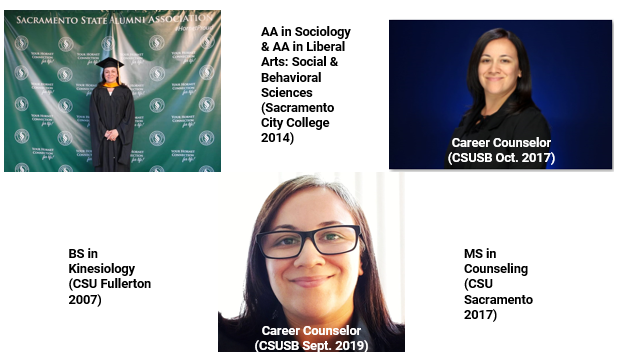 SACRAMENTO STATE ALUMNI ASSOCIATION
AA in Sociology
& AA in Liberal
Arts: Social &
Behavioral
Sciences
(Sacramento
City College
2014)
Career Counselor
(CSUSB Oct. 2017)
BS in
Kinesiology
(CSU Fullerton
2007)
Career Counselor
(CSUSB Sept. 2019)
MS in
Counseling
(CSU
Sacramento
2017)